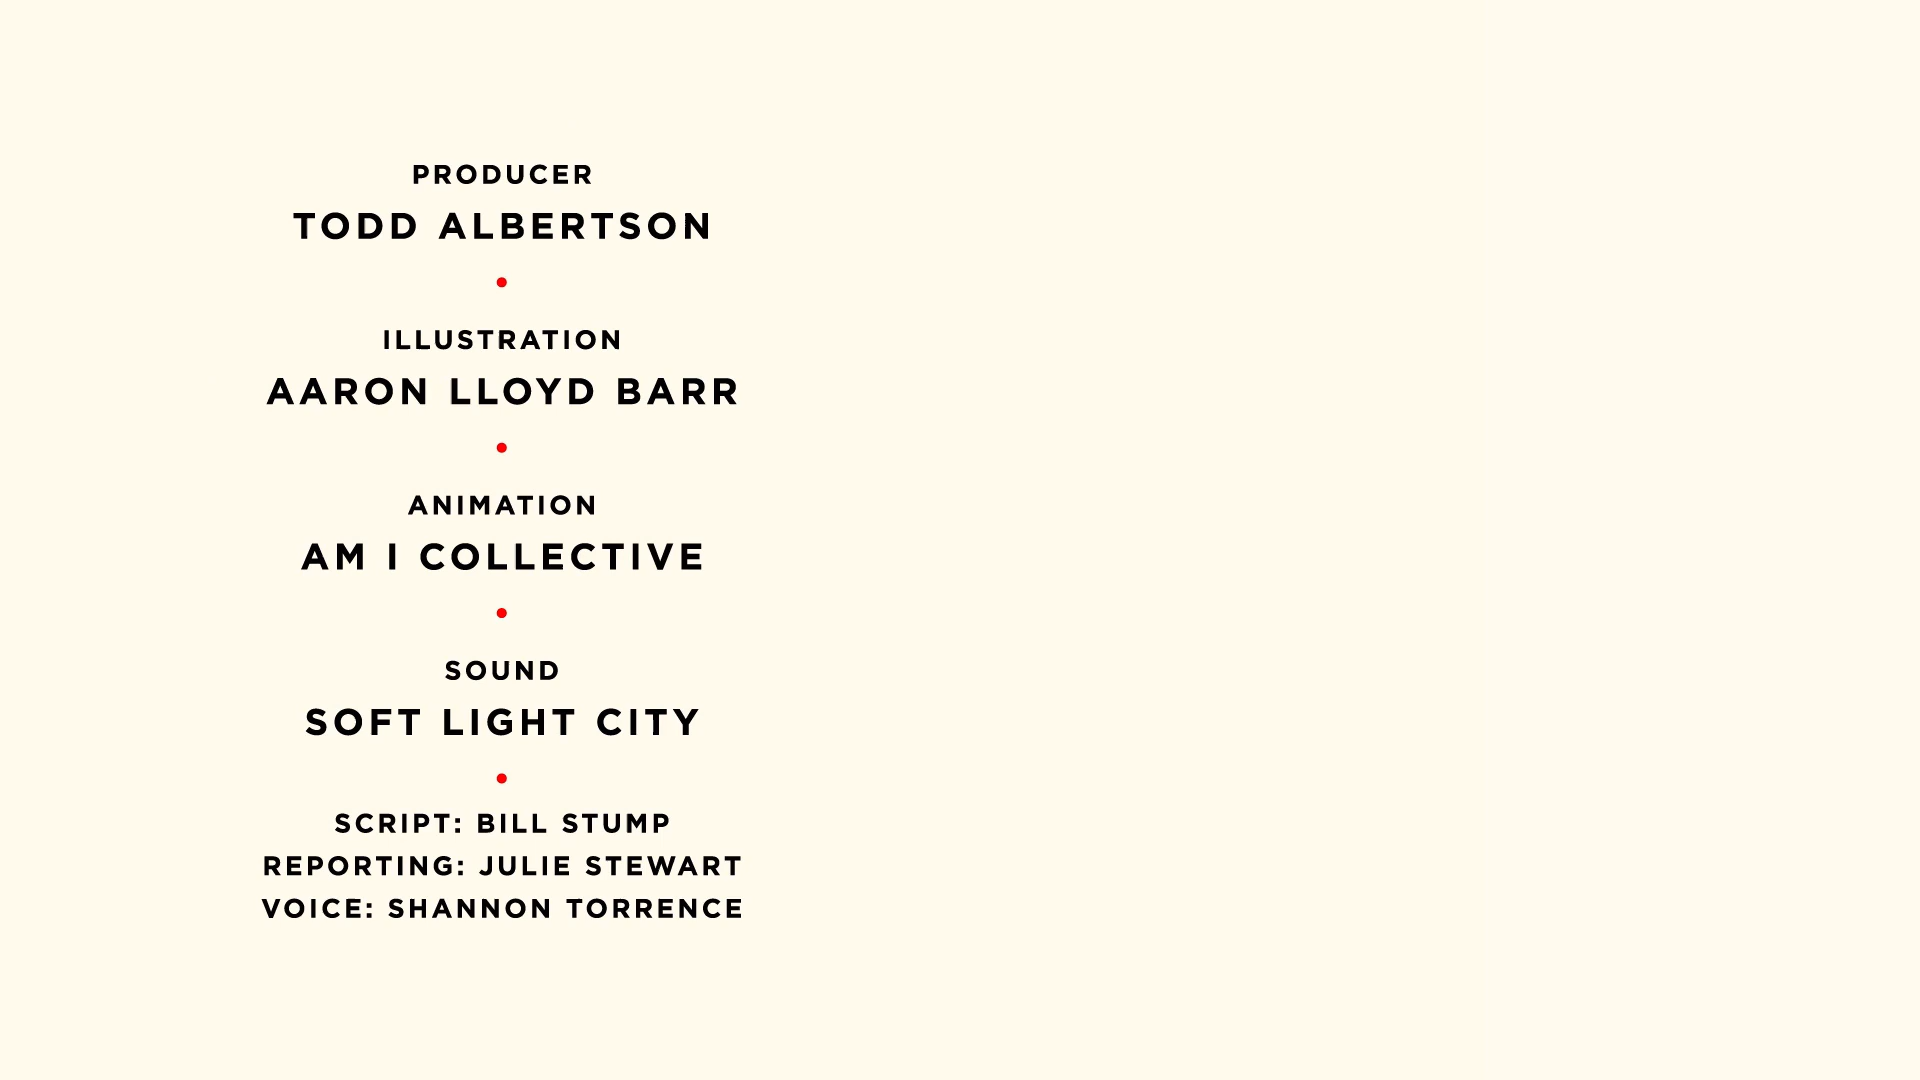 PRODUCER
TODD ALBERTSON
ILLUSTRATION
AARON LLOYD BARR
ANIMATION
AM I COLLECTIVE
SOUND
SOFT LIGHT CITY
SCRIPT: BILL STUMP
REPORTING: JULIE STEWART
VOICE: SHANNON TORRENCE